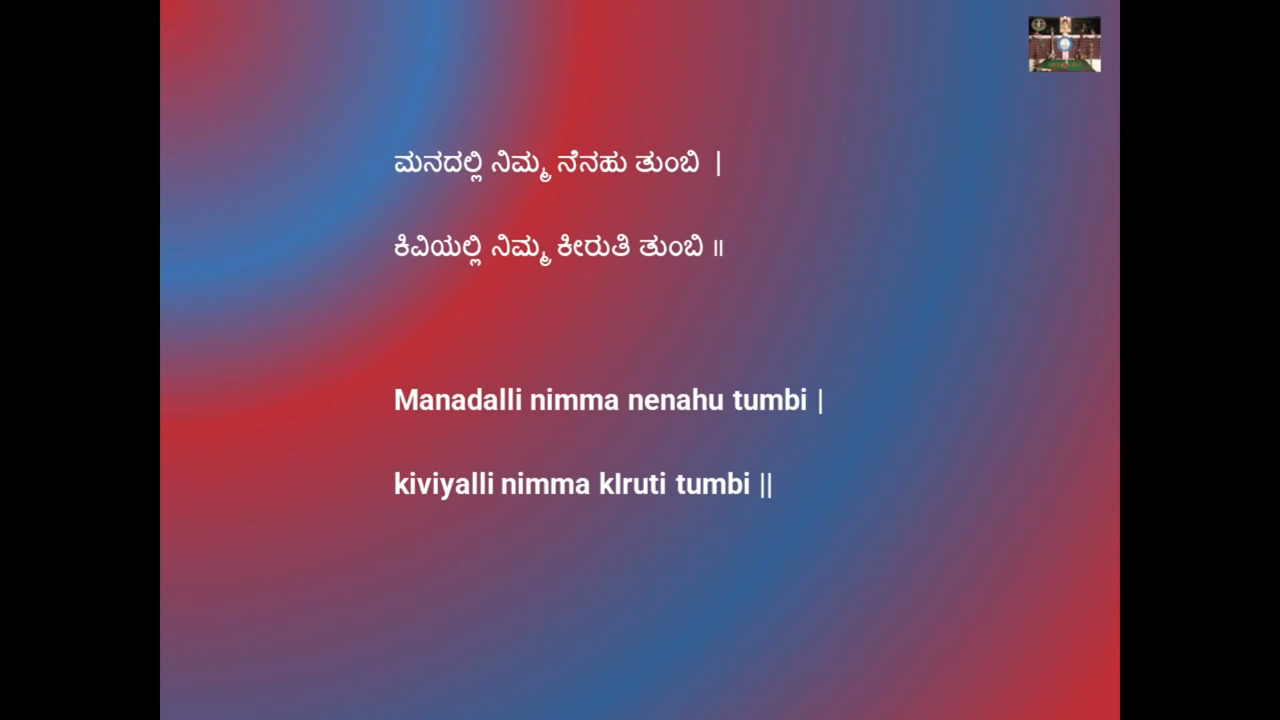 ಮನದಲ್ಲಿ ನಿಮ್ಮ ನೆನಹು ತುಂಬಿ |
ಕಿವಿಯಲ್ಲಿ ನಿಮ್ಮ ಕೀರುತಿ ತುಂಬಿ ॥
Manadalli nimma nenahu tumbi |
kiviyalli nimma kIruti tumbi ||